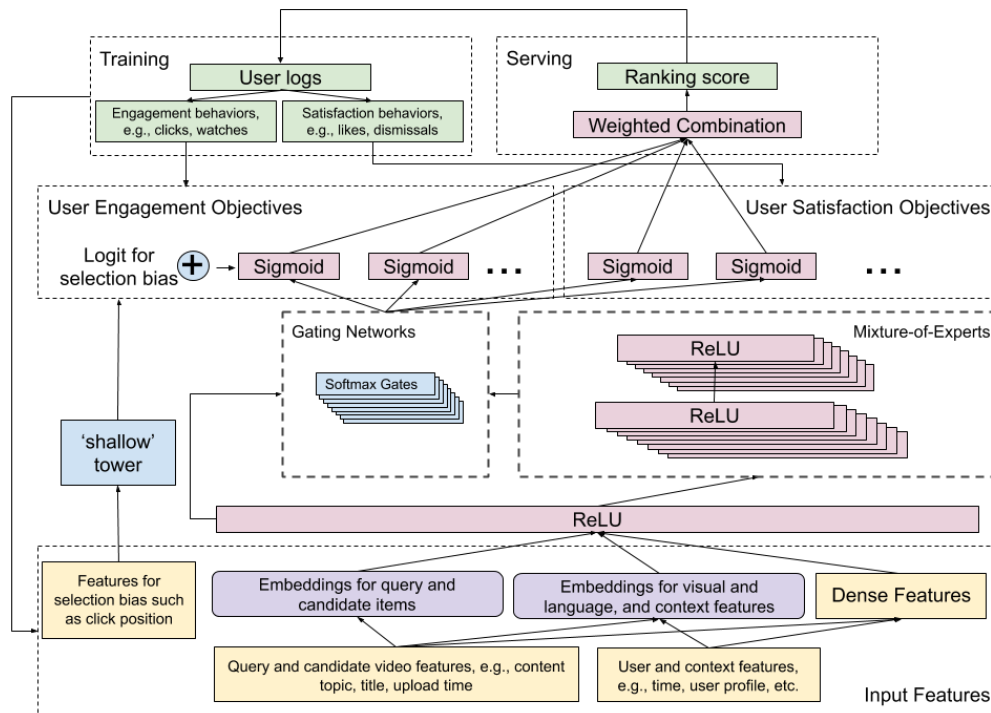 Training
User logs
Engagement behaviors,
e.g., clicks, watches
Satisfaction behaviors,
e.g., likes, dismissals
Serving
Ranking score
Weighted Combination
User Engagement Objectives
Logit for
selection bias
+
Sigmoid
Sigmoid
...
User Satisfaction Objectives
Sigmoid
Sigmoid
...
Gating Networks
Softmax Gates
Mixture-of-Experts
ReLU
ReLU
'shallow'
tower
ReLU
Features for
selection bias such
as click position
Embeddings for query and
candidate items
Embeddings for visual and
language, and context features
Dense Features
Query and candidate video features, e.g., content
topic, title, upload time
User and context features,
e.g., time, user profile, etc.
Input Features